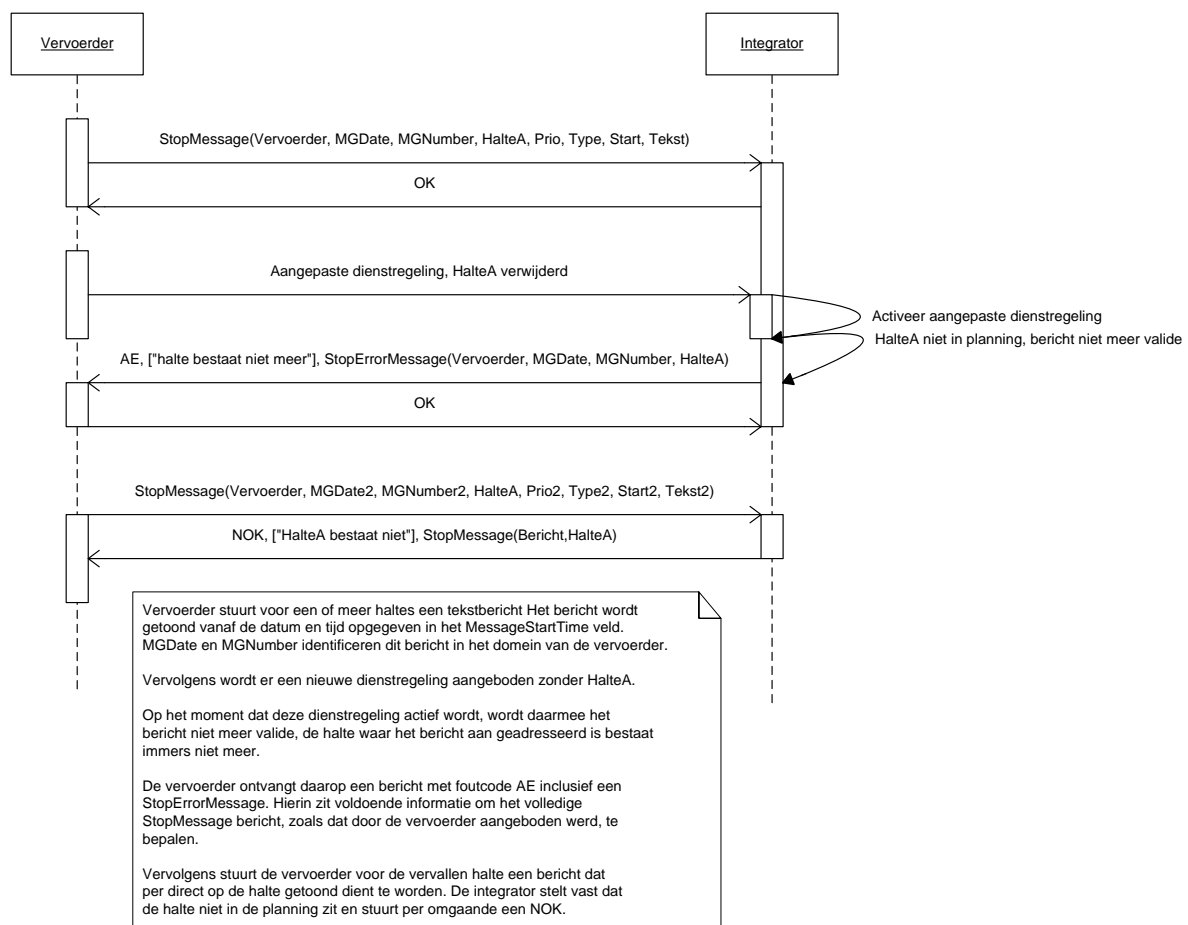 Vervoerder
Integrator
StopMessage(Vervoerder, MGDate, MGNumber, HalteA, Prio, Type, Start, Tekst)
OK
Aangepaste dienstregeling, HalteA verwijderd
Activeer aangepaste dienstregeling
HalteA niet in planning, bericht niet meer valide
AE, ["halte bestaat niet meer"], StopErrorMessage(Vervoerder, MGDate, MGNumber, HalteA)
OK
StopMessage(Vervoerder, MGDate2, MGNumber2, HalteA, Prio2, Type2, Start2, Tekst2)
NOK, ["HalteA bestaat niet"], StopMessage(Bericht,HalteA)
Vervoerder stuurt voor een of meer haltes een tekstbericht Het bericht wordt
getoond vanaf de datum en tijd opgegeven in het MessageStartTime veld.
MGDate en MGNumber identificeren dit bericht in het domein van de vervoerder.
Vervolgens wordt er een nieuwe dienstregeling aangeboden zonder HalteA.
Op het moment dat deze dienstregeling actief wordt, wordt daarmee het
bericht niet meer valide, de halte waar het bericht aan geadresseerd is bestaat
immers niet meer.
De vervoerder ontvangt daarop een bericht met foutcode AE inclusief een
StopErrorMessage. Hierin zit voldoende informatie om het volledige
StopMessage bericht, zoals dat door de vervoerder aangeboden werd, te
bepalen.
Vervolgens stuurt de vervoerder voor de vervallen halte een bericht dat
per direct op de halte getoond dient te worden. De integrator stelt vast dat
de halte niet in de planning zit en stuurt per omgaande een NOK.